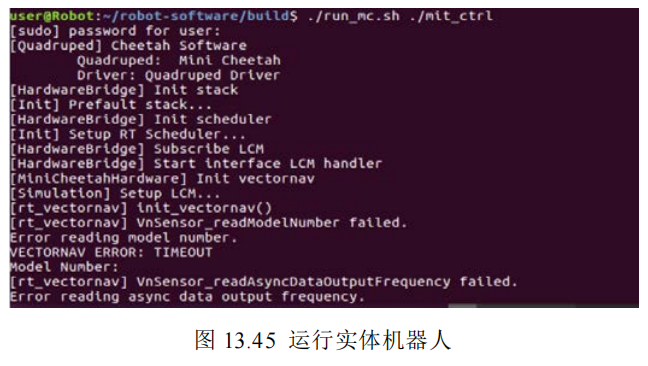 user@Robot:~/robot-software/build$ ./run_mc.sh ./mit_ctrl
[sudo] password for user:
[Quadruped] Cheetah Software
Quadruped:  Mini Cheetah
Driver: Quadruped Driver
[HardwareBridge] Init stack
[Init] Prefault stack...
[HardwareBridge] Init scheduler
[Init] Setup RT Scheduler...
[HardwareBridge] Subscribe LCM
[HardwareBridge] Start interface LCM handler
[MiniCheetahHardware] Init vectornav
[Simulation] Setup LCM...
[rt_vectornav] init_vectornav()
[rt_vectornav] VnSensor_readModelNumber failed.
Error reading model number.
VECTORNAV ERROR: TIMEOUT
Model Number:
[rt_vectornav] VnSensor_readAsyncDataOutputFrequency failed.
Error reading async data output frequency.
图 13.45 运行实体机器人